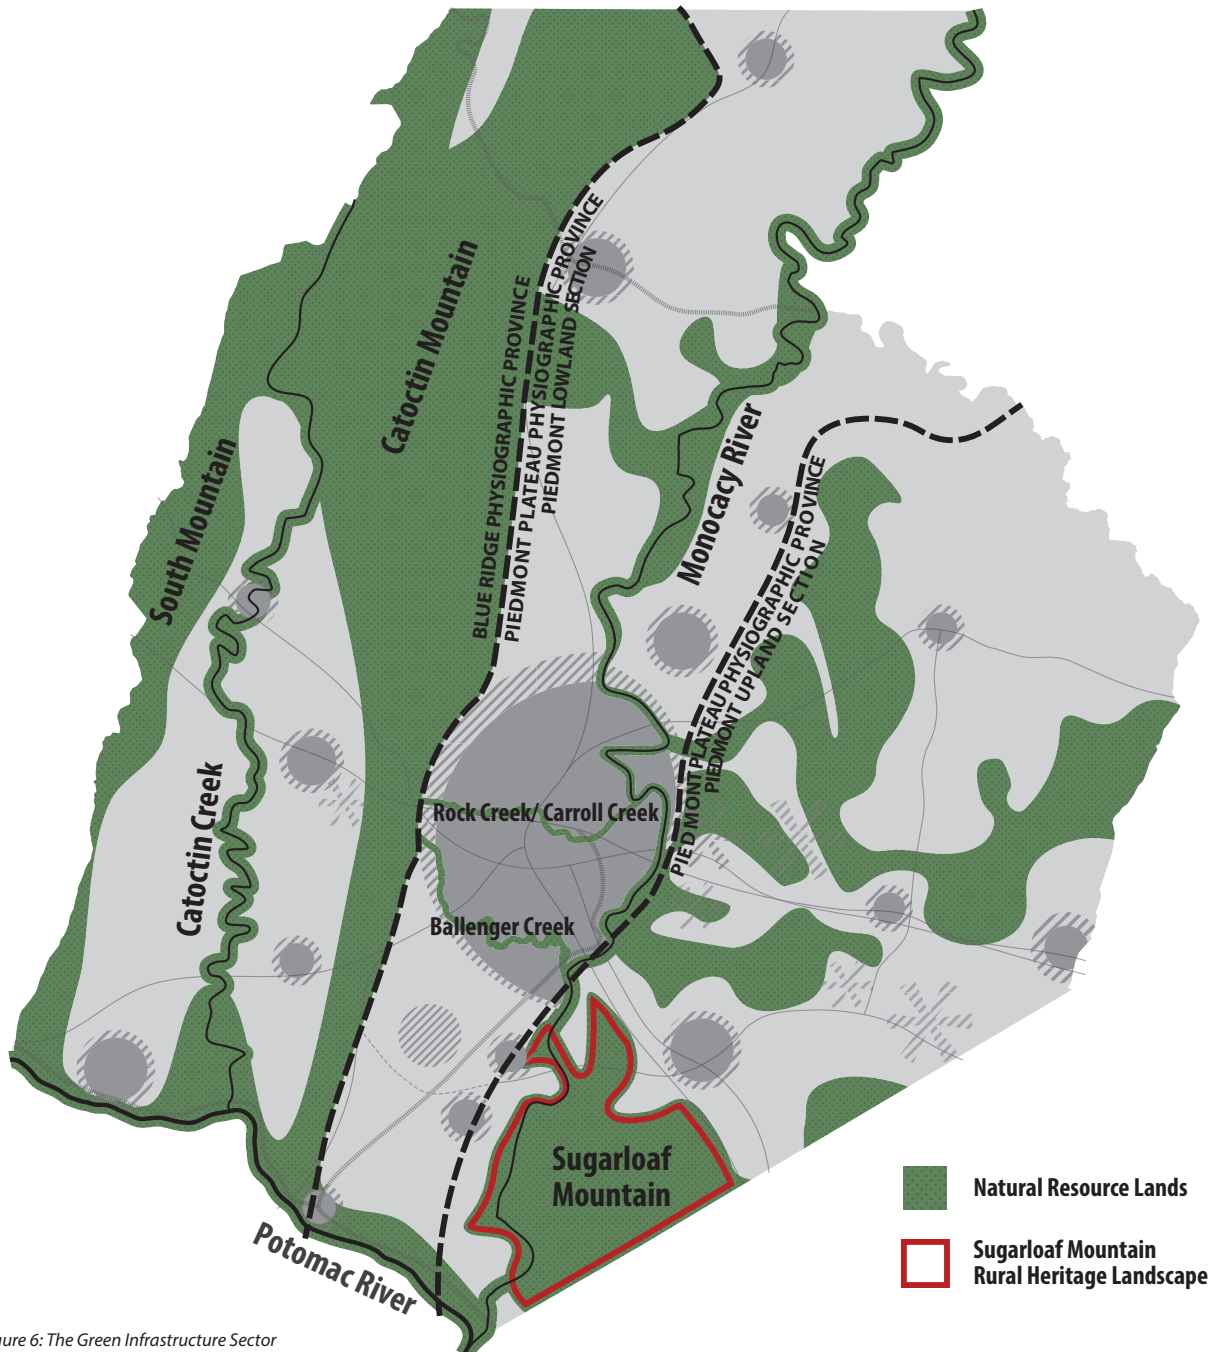 Catoctin Mountain
South Mountain
BLUE RIDGE PHYSIOGRAPHIC PROVINCE
PIEDMONT PLATEAU PHYSIOGRAPHIC PROVINCE
PIEDMONT LOWLAND SECTION
Monocacy River
PIEDMONT PLATEAU PHYSIOGRAPHIC PROVINCE
PIEDMONT UPLAND SECTION
Catoctin Creek
Rock Creek/ Carroll Creek
Ballenger Creek
Sugarloaf
Mountain
Potomac River
Natural Resource Lands
Sugarloaf Mountain
Rural Heritage Landscape
ure 6: The Green Infrastructure Sector